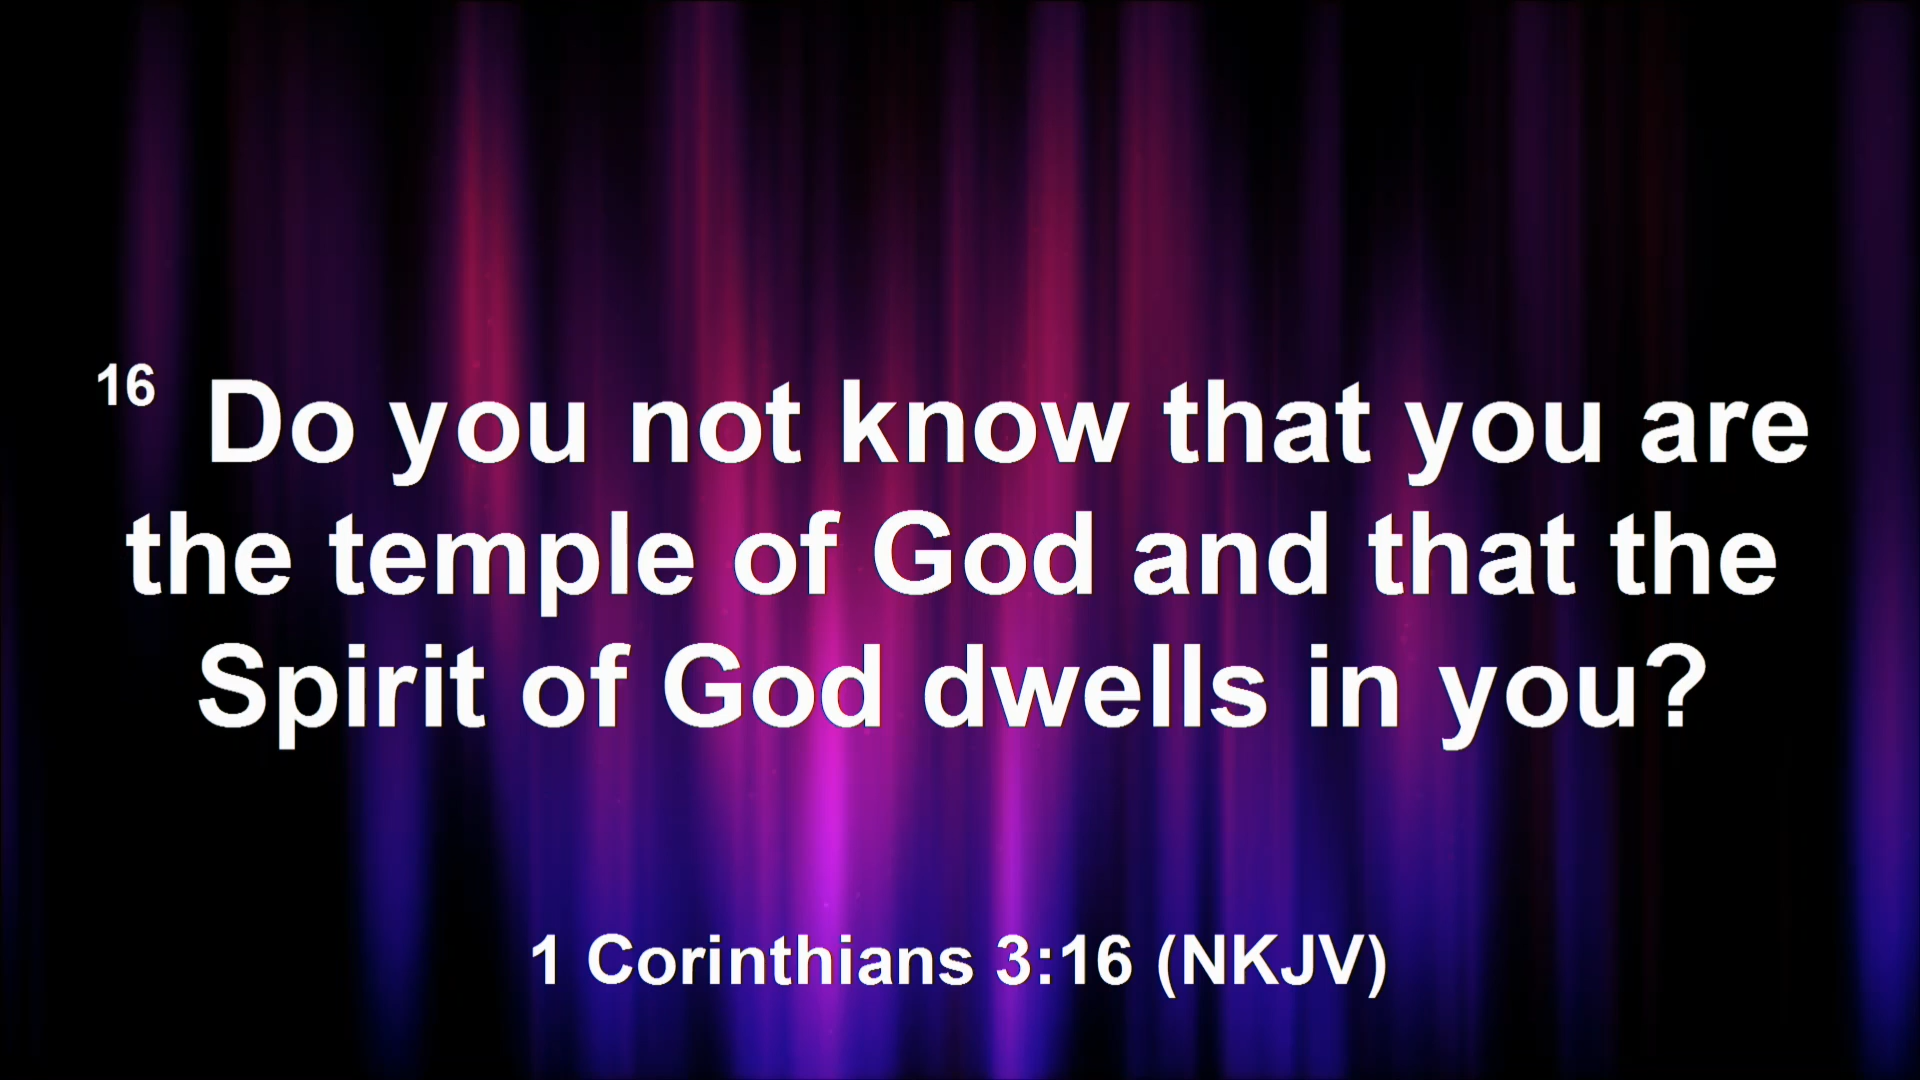 16 Do you not know that you are
the temple of God and that the
Spirit of God dwells in you?
1 Corinthians 3:16 (NKJV)